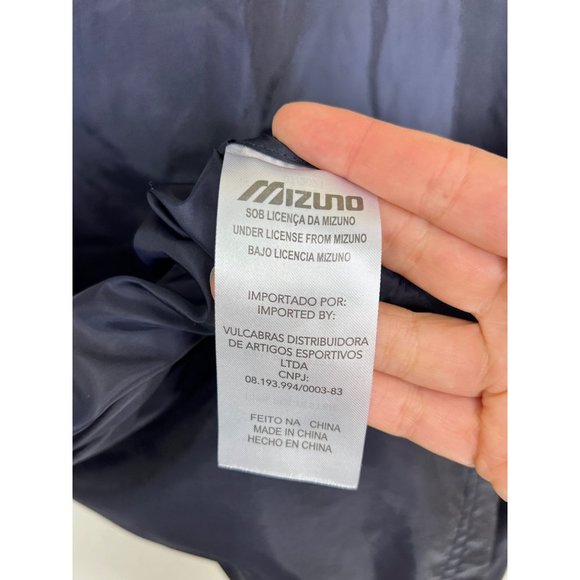 MIZUNO
SOB LICENÇA DA MIZUNO
UNDER LICENSE FROM MIZUNO
BAJO LICENCIA MIZUNO
IMPORTADO POR:
IMPORTED BY:
VULCABRAS DISTRIBUIDORA
DE ARTIGOS ESPORTIVOS
LTDA
CNPJ:
08.193.994/0003-83
FEITO NA CHINA
MADE IN CHINA
HECHO EN CHINA